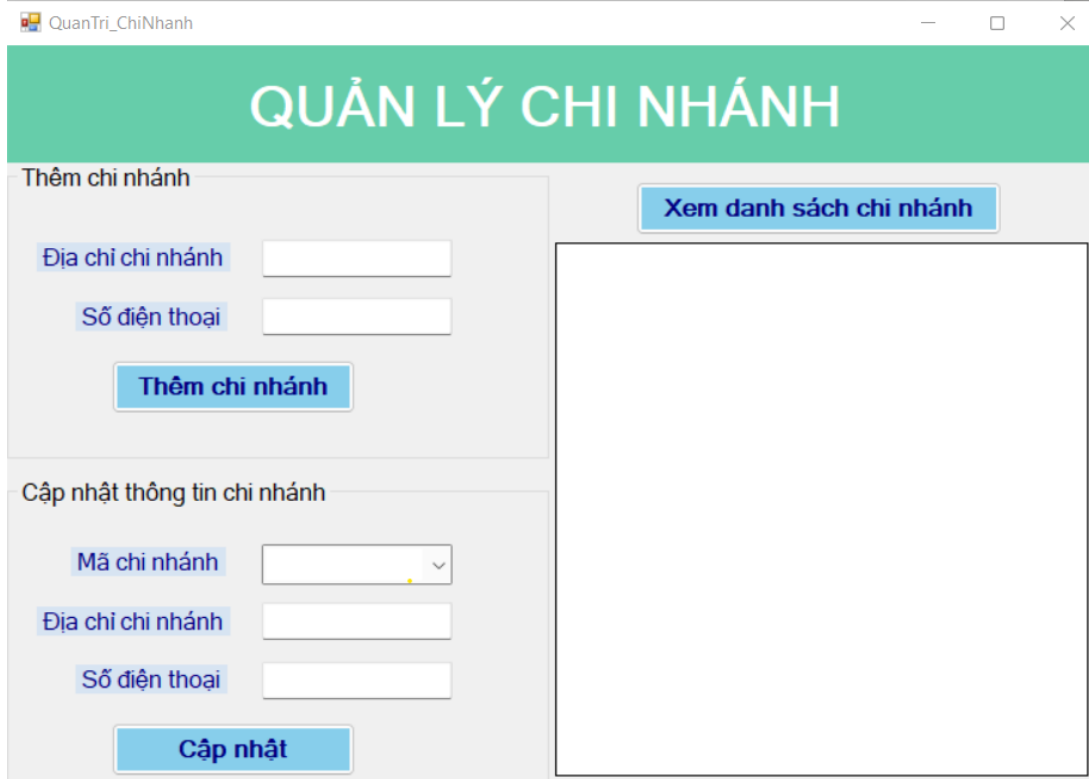 QuanTri_ChiNhanh
QUẢN LÝ CHI NHÁNH
Thêm chi nhánh
Địa chỉ chi nhánh
Số điện thoại
Thêm chi nhánh
Cập nhật thông tin chi nhánh
Mã chi nhánh
Địa chỉ chi nhánh
Số điện thoại
Cập nhật
Xem danh sách chi nhánh